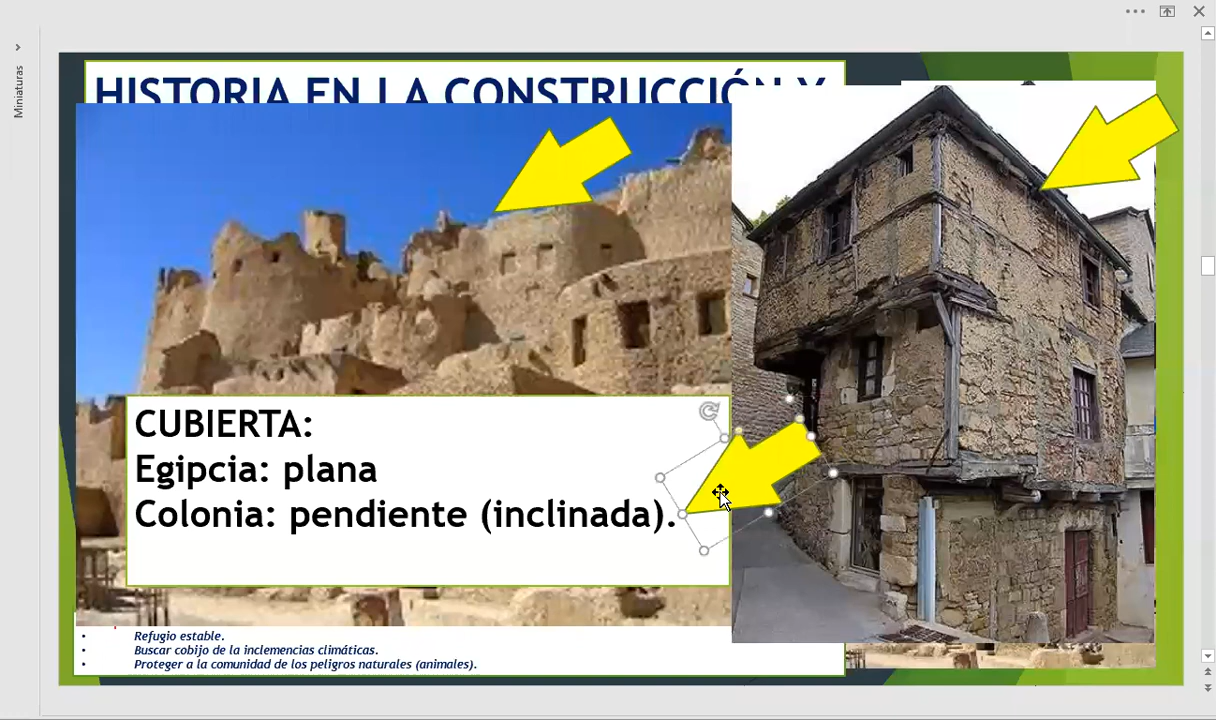 Miniaturas
HISTORIA EN LA CONSTRUCCIÓN Y
CUBIERTA:
Egipcia: plana
Colonia: pendiente (inclinada).
• Refugio estable.
• Buscar cobijo de la inclemencias climáticas.
• Proteger a la comunidad de los peligros naturales (animales).